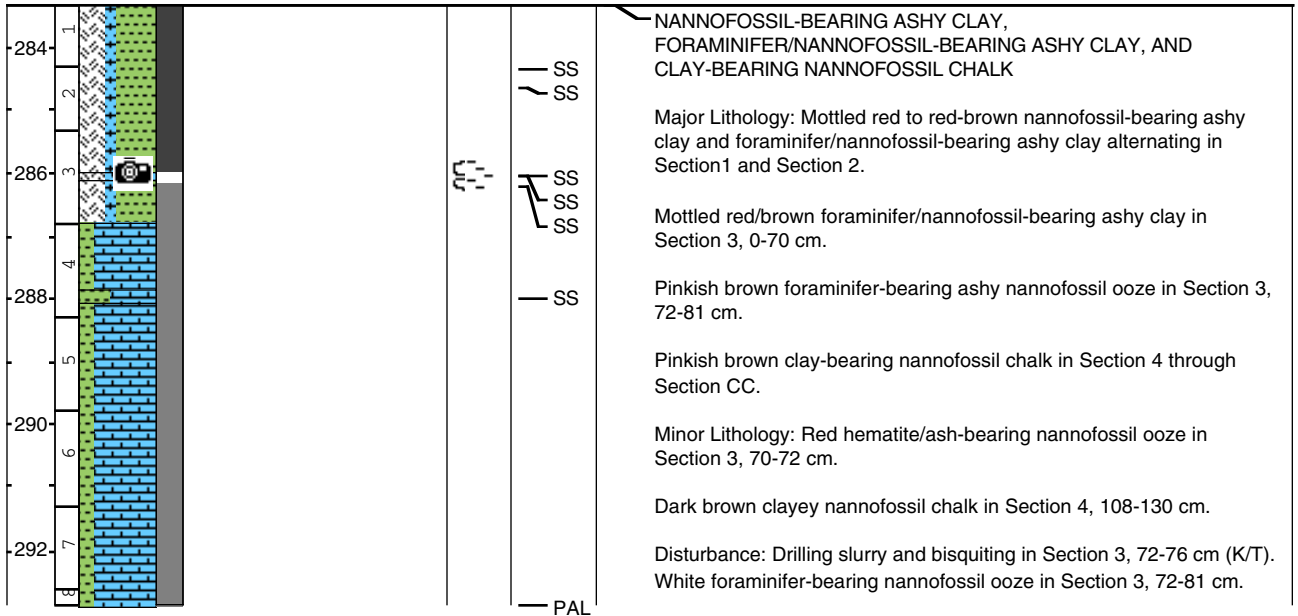 NANNOFOSSIL-BEARING ASHY CLAY,
FORAMINIFER/NANNOFOSSIL-BEARING ASHY CLAY, AND
CLAY-BEARING NANNOFOSSIL CHALK
Major Lithology: Mottled red to red-brown nannofossil-bearing ashy
clay and foraminifer/nannofossil-bearing ashy clay alternating in
Section1 and Section 2.
Mottled red/brown foraminifer/nannofossil-bearing ashy clay in
Section 3, 0-70 cm.
Pinkish brown foraminifer-bearing ashy nannofossil ooze in Section 3,
72-81 cm.
Pinkish brown clay-bearing nannofossil chalk in Section 4 through
Section CC.
Minor Lithology: Red hematite/ash-bearing nannofossil ooze in
Section 3, 70-72 cm.
Dark brown clayey nannofossil chalk in Section 4, 108-130 cm.
Disturbance: Drilling slurry and bisquiting in Section 3, 72-76 cm (K/T).
White foraminifer-bearing nannofossil ooze in Section 3, 72-81 cm.
284
286
288
290
292
1
2
3
4
5
6
7
8
SS
SS
SS
SS
SS
SS
PAL